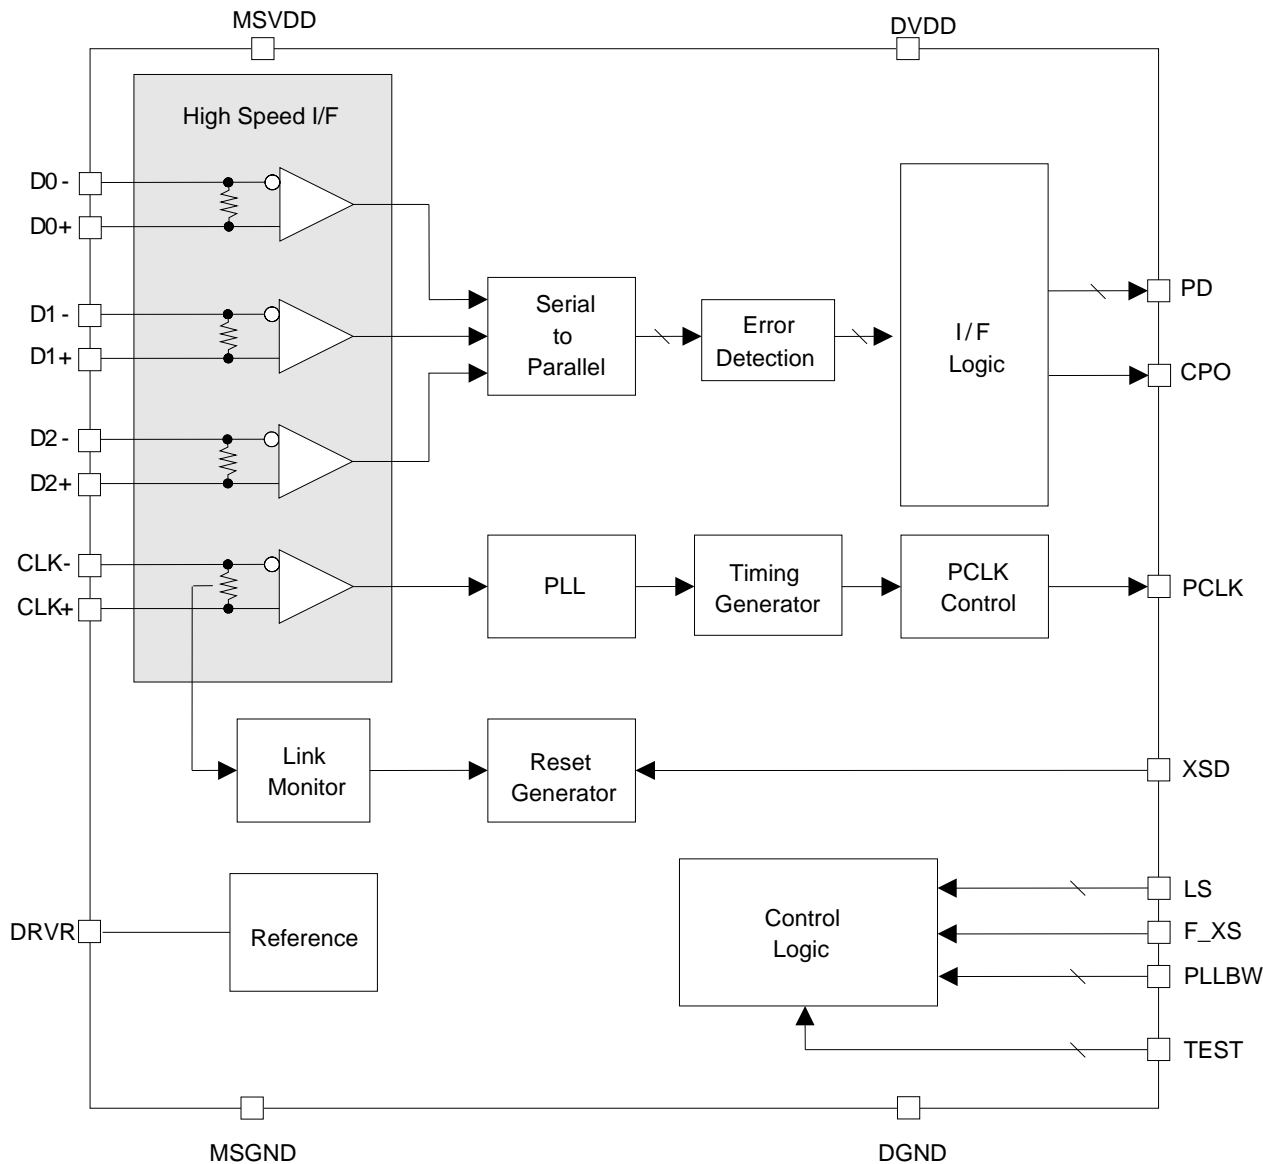 MSVDD
DVDD
High Speed I/F
D0-
D0+
D1-
D1+
D2-
D2+
CLK-
CLK+
Serial
to
Parallel
Error
Detection
I/F
Logic
PD
CPO
PLL
Timing
Generator
PCLK
Control
PCLK
Link
Monitor
Reset
Generator
XSD
DRVR
Reference
Control
Logic
LS
F_XS
PLLBW
TEST
MSGND
DGND